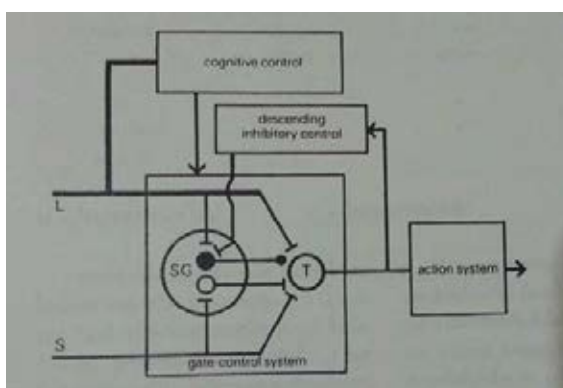 cognitive control
descending
inhibitory control
L
SG
T
action system
S
gate-control system